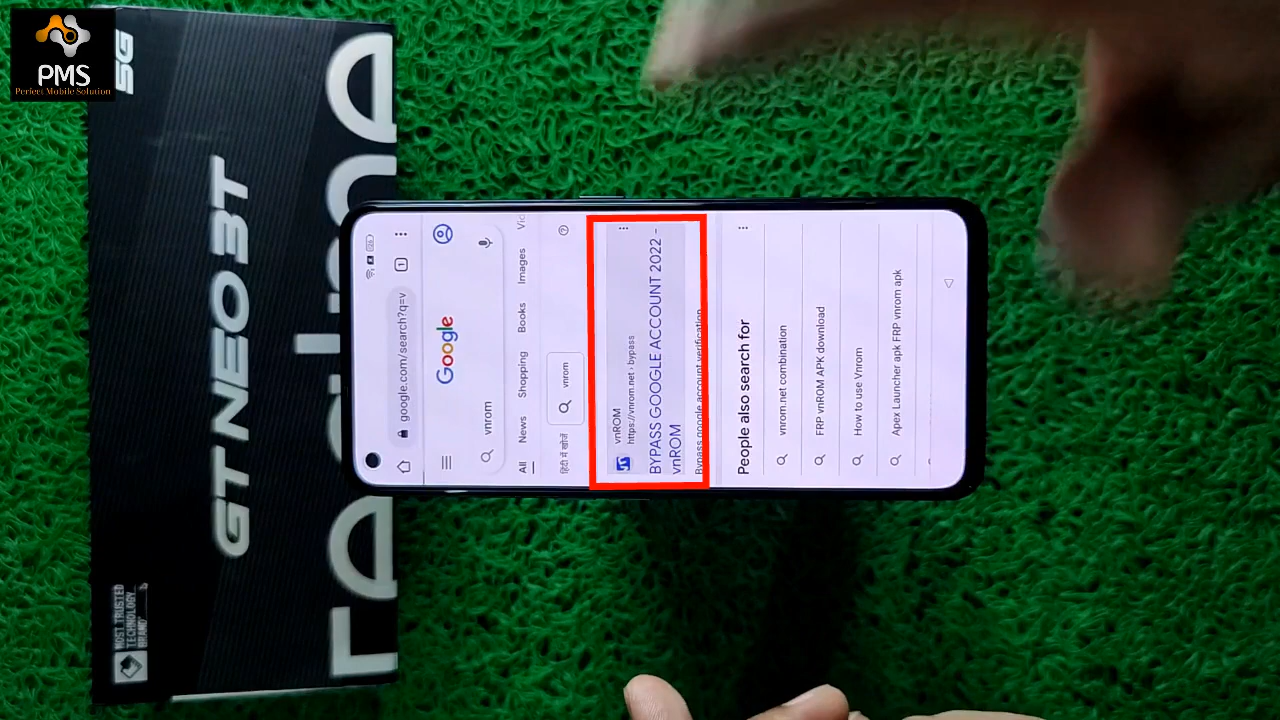 PMS
Perfect Mobile Solution
5G
GT NEO 3T
realme
MOST TRUSTED
TECHNOLOGY
BRAND
1
google.com/search?q=v
Google
vnrom
All News Shopping Books Images Vic
हिंदी में खोजें
vnrom
vnROM
https://vnrom.net › bypass
BYPASS GOOGLE ACCOUNT 2022 -
vnROM
Bypass google account verification
People also search for
vnrom.net combination
FRP vnROM APK download
How to use Vnrom
Apex Launcher apk FRP vnrom apk